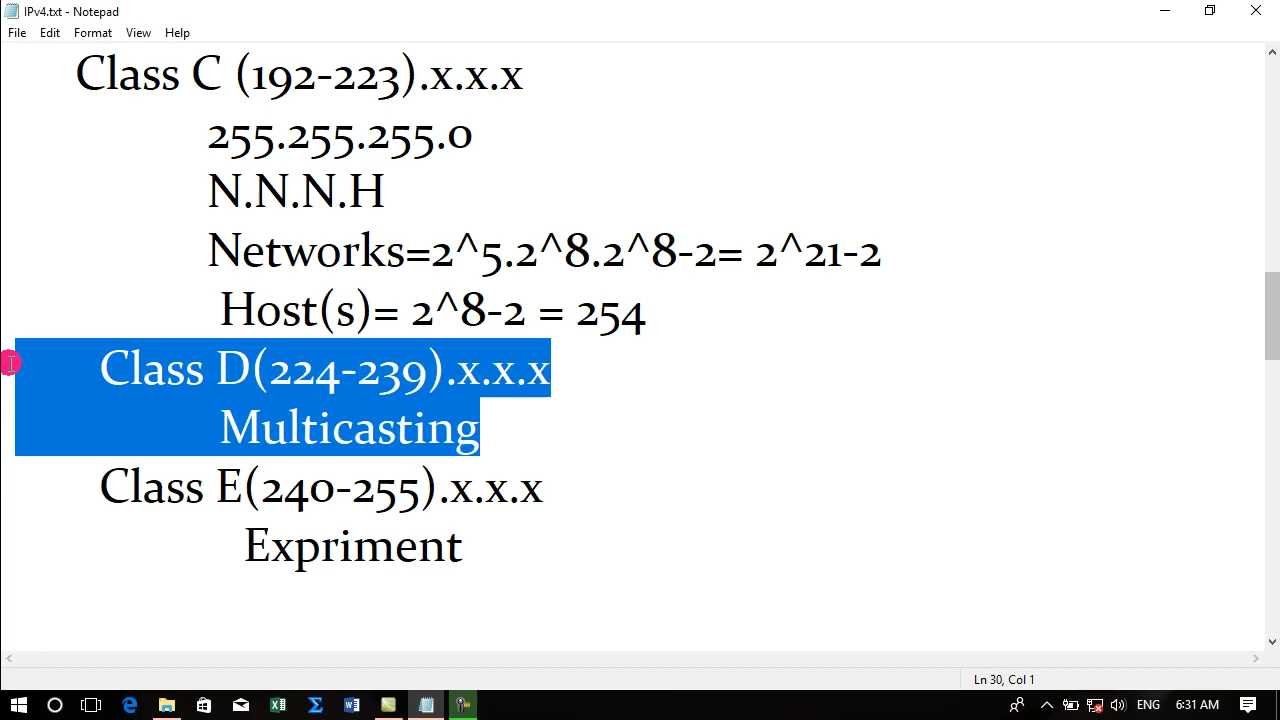 IPv4.txt - Notepad
File Edit Format View Help
Class C (192-223).x.x.x
255.255.255.0
N.N.N.H
Networks=2^5.2^8.2^8-2= 2^21-2
Host(s)= 2^8-2 = 254
Class D(224-239).x.x.x
Multicasting
Class E(240-255).x.x.x
Expriment
Ln 30, Col 1
ENG 6:31 AM